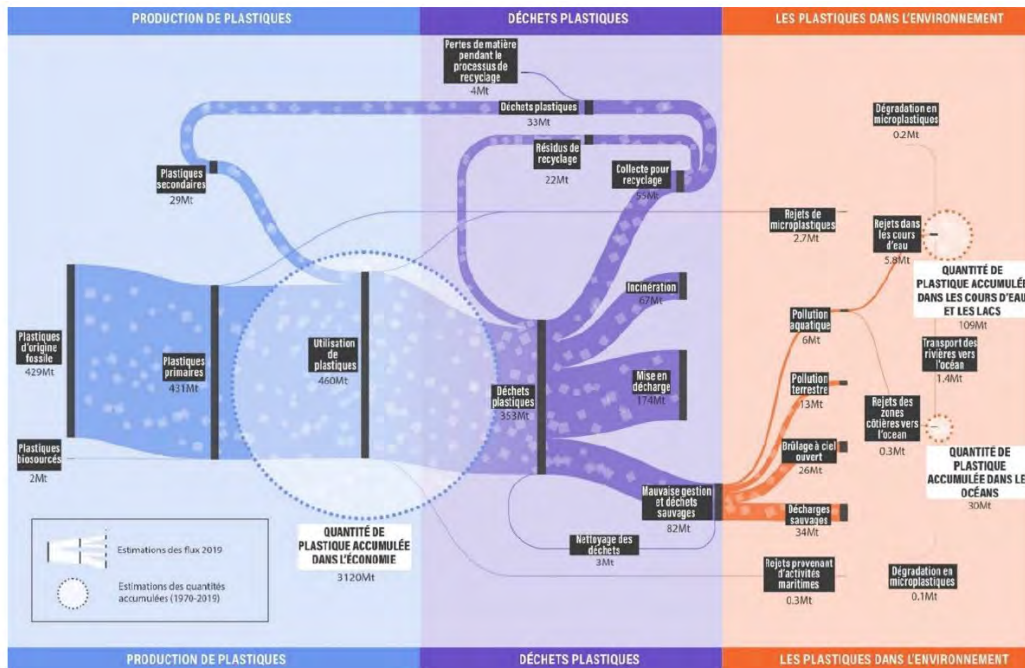 PRODUCTION DE PLASTIQUES
DÉCHETS PLASTIQUES
LES PLASTIQUES DANS L'ENVIRONNEMENT
Pertes de matière
pendant le
processus de
recyclage
4Mt
Déchets plastiques
33Mt
Résidus de
recyclage
22Mt
Collecte pour
recyclage
55Mt
Plastiques
secondaires
29Mt
Dégradation en
microplastiques
0.2Mt
Rejets de
microplastiques
2.7Mt
Rejets dans
les cours
d'eau
5.8Mt
QUANTITÉ DE
PLASTIQUE ACCUMULÉE
DANS LES COURS D'EAU
ET LES LACS
109Mt
Plastiques
d'origine
fossile
429Mt
Plastiques
primaires
431Mt
Utilisation
de
plastiques
460Mt
Déchets
plastiques
353Mt
Incinération
67Mt
Mise en
décharge
174Mt
Pollution
aquatique
6Mt
Transport des
rivières vers
l'océan
1.4Mt
Pollution
terrestre
13Mt
Rejets des
zones
côtières vers
l'ocean
0.3Mt
Brûlage à ciel
ouvert
26Mt
QUANTITÉ DE
PLASTIQUE
ACCUMULÉE DANS LES
OCÉANS
30Mt
Plastiques
biosourcés
2Mt
Mauvaise gestion
et déchets
sauvages
82Mt
Décharges
sauvages
34Mt
QUANTITÉ DE
PLASTIQUE ACCUMULÉE
DANS L'ÉCONOMIE
3120Mt
Nettoyage des
déchets
3Mt
Rejets provenant
d'activités
maritimes
0.3Mt
Dégradation en
microplastiques
0.1Mt
Estimations des flux 2019
Estimations des quantités
accumulées (1970-2019)
PRODUCTION DE PLASTIQUES
DÉCHETS PLASTIQUES
LES PLASTIQUES DANS L'ENVIRONNEMENT